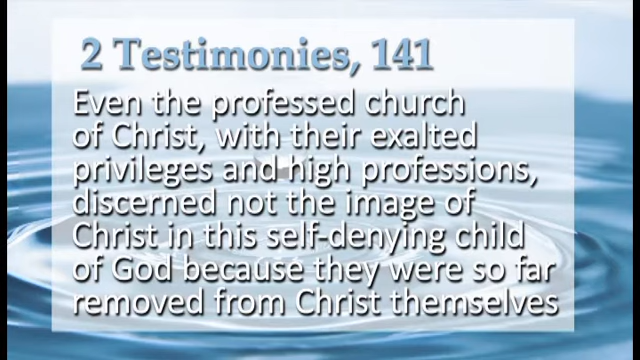 2 Testimonies, 141
Even the professed church
of Christ, with their exalted
privileges and high professions,
discerned not the image of
Christ in this self-denying child
of God because they were so far
removed from Christ themselves